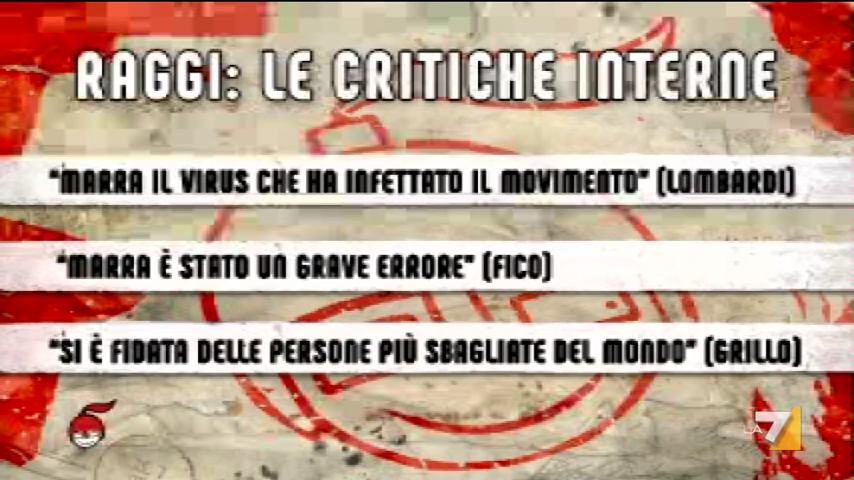 RAGGI: LE CRITICHE INTERNE
"MARRA IL VIRUS CHE HA INFETTATO IL MOVIMENTO" (LOMBARDI)
"MARRA È STATO UN GRAVE ERRORE" (FICO)
"SI È FIDATA DELLE PERSONE PIÙ SBAGLIATE DEL MONDO" (GRILLO)
LA7